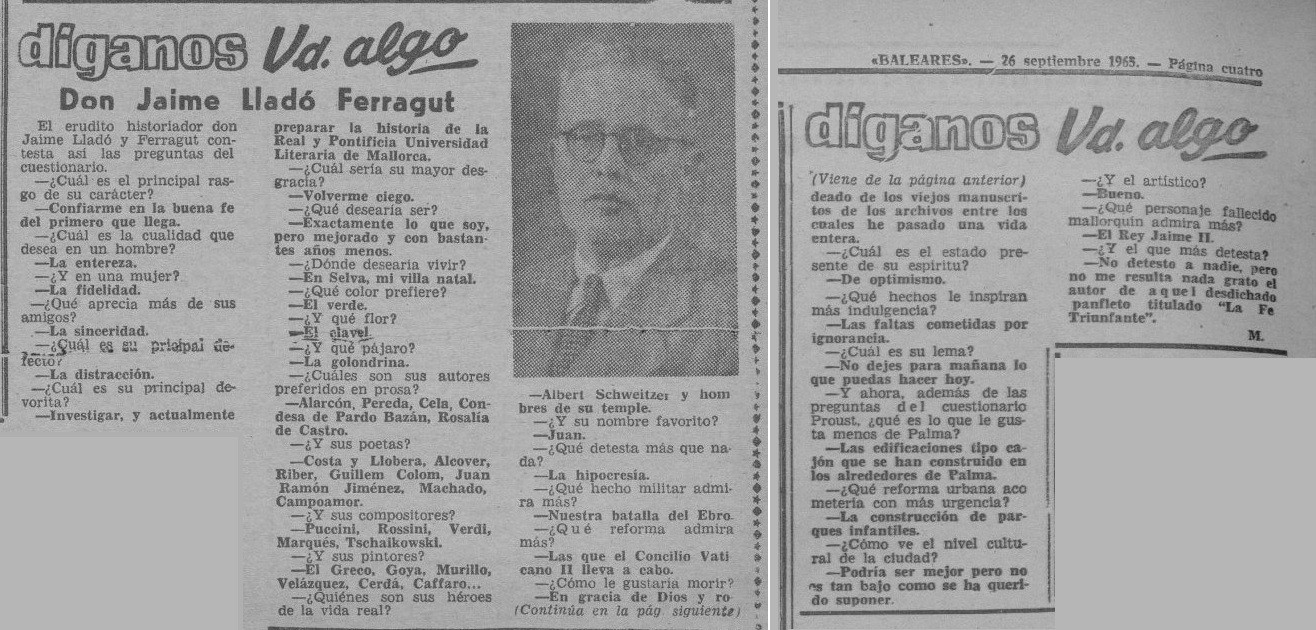 díganos Vd. algo
Don Jaime Lladó Ferragut
El erudito historiador don
Jaime Lladó y Ferragut con-
testa así las preguntas del
cuestionario.
—¿Cuál es el principal ras-
go de su carácter?
—Confiarme en la buena fe
del primero que llega.
—¿Cuál es la cualidad que
desea en un hombre?
—La entereza.
—¿Y en una mujer?
—La fidelidad.
—¿Qué aprecia más de sus
amigos?
—La sinceridad.
—¿Cuál es su pricipal de-
fecto?
—La distracción.
—¿Cuál es su principal de-
vorita?
—Investigar, y actualmente
preparar la historia de la
Real y Pontificia Universidad
Literaria de Mallorca.
—¿Cuál sería su mayor des-
gracia?
—Volverme ciego.
—¿Qué desearía ser?
—Exactamente lo que soy,
pero mejorado y con bastan-
tes años menos.
—¿Dónde desearía vivir?
—En Selva, mi villa natal.
—¿Qué color prefiere?
—El verde.
—¿Y qué flor?
—El clavel.
—¿Y qué pájaro?
—La golondrina.
—¿Cuáles son sus autores
preferidos en prosa?
—Alarcón, Pereda, Cela, Con-
desa de Pardo Bazán, Rosalía
de Castro.
—¿Y sus poetas?
—Costa y Llobera, Alcover,
Riber, Guillem Colom, Juan
Ramón Jiménez, Machado,
Campoamor.
—¿Y sus compositores?
—Puccini, Rossini, Verdi,
Marqués, Tschaikowski.
—¿Y sus pintores?
—El Greco, Goya, Murillo,
Velázquez, Cerdá, Caffaro...
—¿Quiénes son sus héroes
de la vida real?
—Albert Schweitzer y hom
bres de su temple.
—¿Y su nombre favorito?
—Juan.
—¿Qué detesta más que na-
da?
—La hipocresía.
—¿Qué hecho militar admi-
ra más?
—Nuestra batalla del Ebro.
—¿Qué reforma admira
más?
—Las que el Concilio Vati
cano II lleva a cabo.
—¿Cómo le gustaría morir?
—En gracia de Dios y ro-
(Continúa en la pág siguiente)
«BALEARES». — 26 septiembre 1965. — Página cuatro
díganos Vd. algo
(Viene de la página anterior)
deado de los viejos manuscri-
tos de los archivos entre los
cuales he pasado una vida
entera.
—¿Cuál es el estado pre-
sente de su espíritu?
—De optimismo.
—¿Qué hechos le inspiran
más indulgencia?
—Las faltas cometidas por
ignorancia.
—¿Cuál es su lema?
—No dejes para mañana lo
que puedas hacer hoy.
—Y ahora, además de las
preguntas del cuestionario
Proust, ¿qué es lo que le gus-
ta menos de Palma?
—Las edificaciones tipo ca-
jón que se han construido en
los alrededores de Palma.
—¿Qué reforma urbana aco
metería con más urgencia?
—La construcción de par-
ques infantiles.
—¿Cómo ve el nivel cultu-
ral de la ciudad?
—Podría ser mejor pero no
es tan bajo como se ha queri-
do suponer.
—¿Y el artístico?
—Bueno.
—¿Qué personaje fallecido
mallorquín admira más?
—El Rey Jaime II.
—¿Y el que más detesta?
—No detesto a nadie, pero
no me resulta nada grato el
autor de aquel desdichado
panfleto titulado "La Fe
Triunfante".
M.